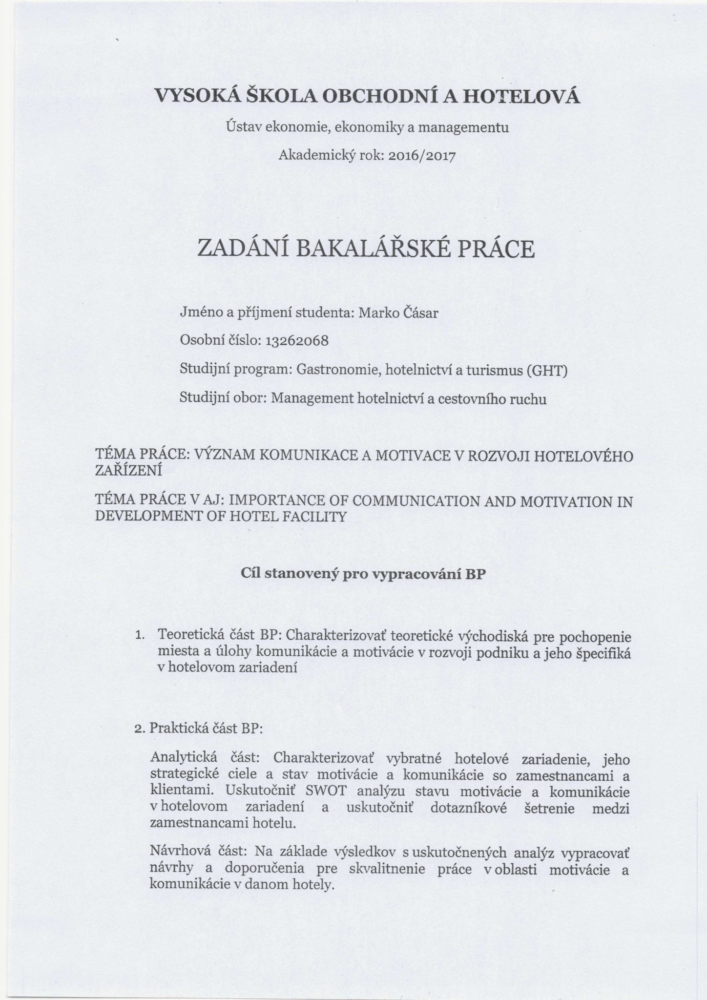 VYSOKÁ ŠKOLA OBCHODNÍ A HOTELOVÁ
Ústav ekonomie, ekonomiky a managementu
Akademický rok: 2016/2017
ZADÁNÍ BAKALÁŘSKÉ PRÁCE
Jméno a příjmení studenta: Marko Čásar
Osobní číslo: 13262068
Studijní program: Gastronomie, hotelnictví a turismus (GHT)
Studijní obor: Management hotelnictví a cestovního ruchu
TÉMA PRÁCE: VÝZNAM KOMUNIKACE A MOTIVACE V ROZVOJI HOTELOVÉHO
ZAŘÍZENÍ
TÉMA PRÁCE V AJ: IMPORTANCE OF COMMUNICATION AND MOTIVATION IN
DEVELOPMENT OF HOTEL FACILITY
Cíl stanovený pro vypracování BP
1. Teoretická část BP: Charakterizovať teoretické východiská pre pochopenie
miesta a úlohy komunikácie a motivácie v rozvoji podniku a jeho špecifiká
v hotelovom zariadení
2. Praktická část BP:
Analytická část: Charakterizovať vybratné hotelové zariadenie, jeho
strategické ciele a stav motivácie a komunikácie so zamestnancami a
klientami. Uskutočniť SWOT analýzu stavu motivácie a komunikácie
v hotelovom zariadení a uskutočniť dotazníkové šetrenie medzi
zamestnancami hotelu.
Návrhová část: Na základe výsledkov s uskutočnených analýz vypracovať
návrhy a doporučenia pre skvalitnenie práce v oblasti motivácie a
komunikácie v danom hotely.